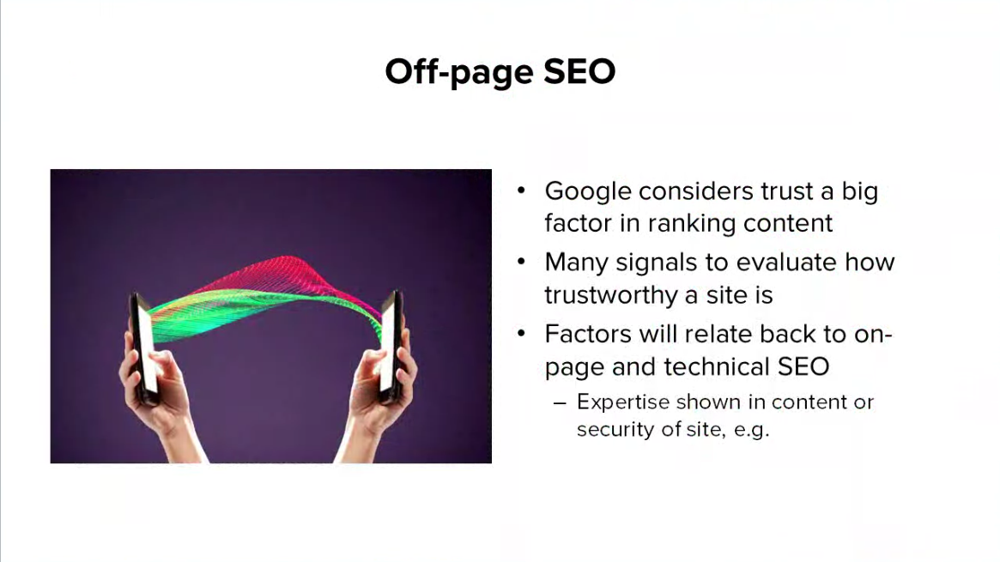 Off-page SEO
• Google considers trust a big
factor in ranking content
• Many signals to evaluate how
trustworthy a site is
• Factors will relate back to on-
page and technical SEO
– Expertise shown in content or
security of site, e.g.